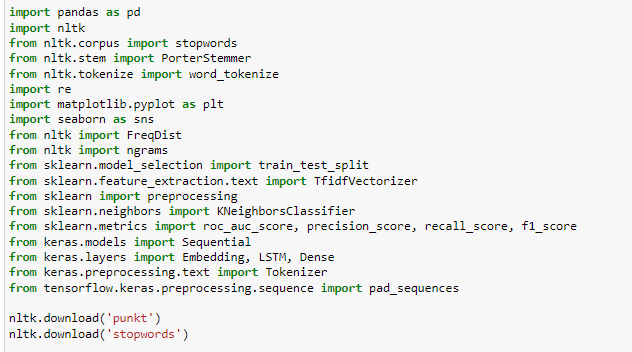 import pandas as pd
import nltk
from nltk.corpus import stopwords
from nltk.stem import PorterStemmer
from nltk.tokenize import word_tokenize
import re
import matplotlib.pyplot as plt
import seaborn as sns
from nltk import FreqDist
from nltk import ngrams
from sklearn.model_selection import train_test_split
from sklearn.feature_extraction.text import TfidfVectorizer
from sklearn import preprocessing
from sklearn.neighbors import KNeighborsClassifier
from sklearn.metrics import roc_auc_score, precision_score, recall_score, f1_score
from keras.models import Sequential
from keras.layers import Embedding, LSTM, Dense
from keras.preprocessing.text import Tokenizer
from tensorflow.keras.preprocessing.sequence import pad_sequences

nltk.download('punkt')
nltk.download('stopwords')